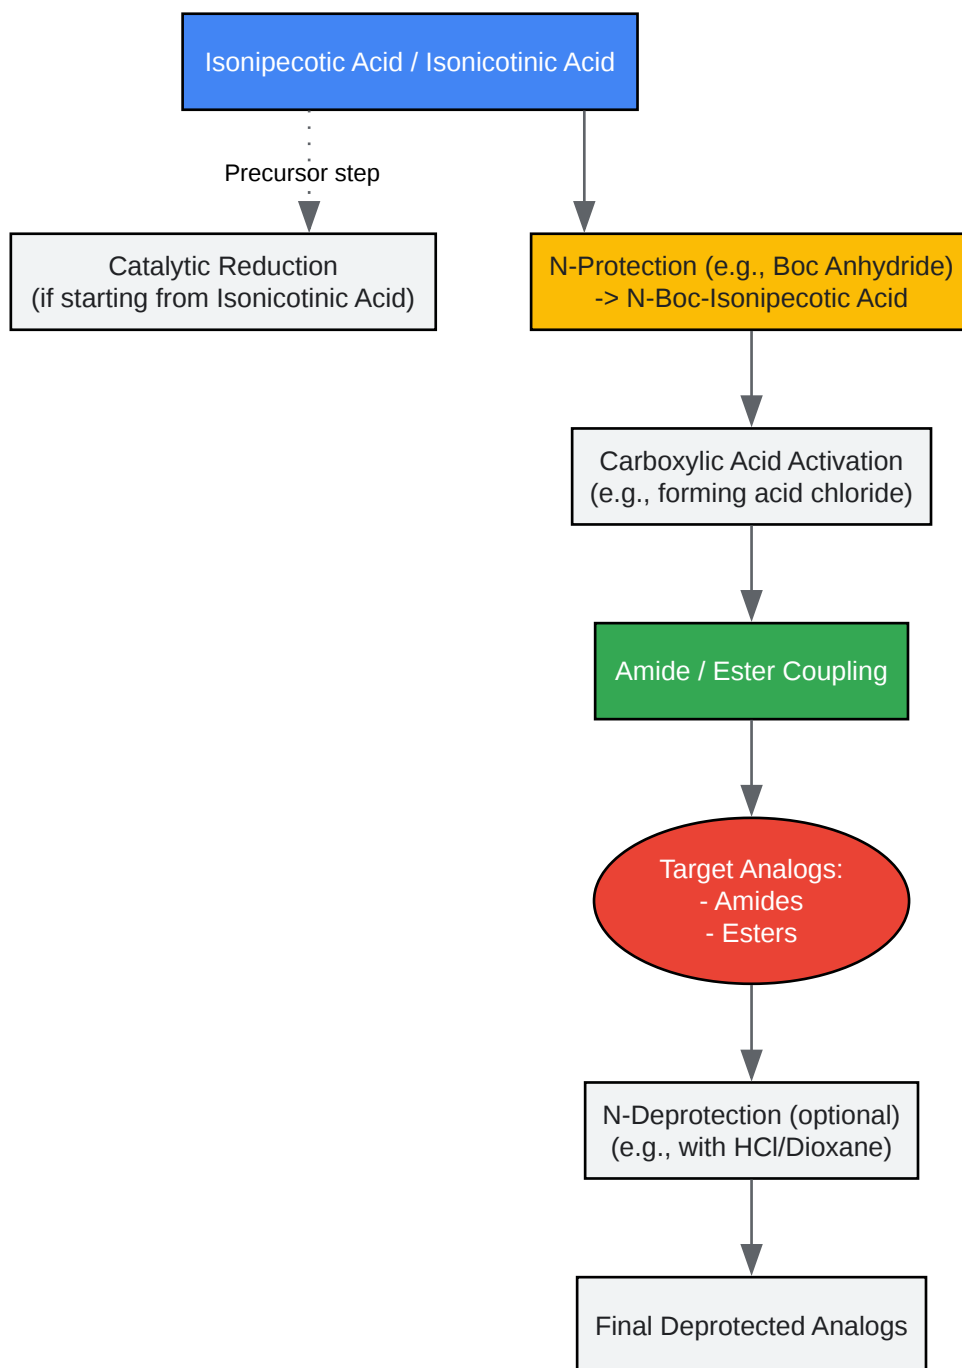 Isonipecotic Acid / Isonicotinic Acid
Precursor step
Catalytic Reduction
(if starting from Isonicotinic Acid)
N-Protection (e.g., Boc Anhydride)
-> N-Boc-Isonipecotic Acid
Carboxylic Acid Activation
(e.g., forming acid chloride)
Amide / Ester Coupling
Target Analogs:
- Amides
- Esters
N-Deprotection (optional)
(e.g., with HCl/Dioxane)
Final Deprotected Analogs